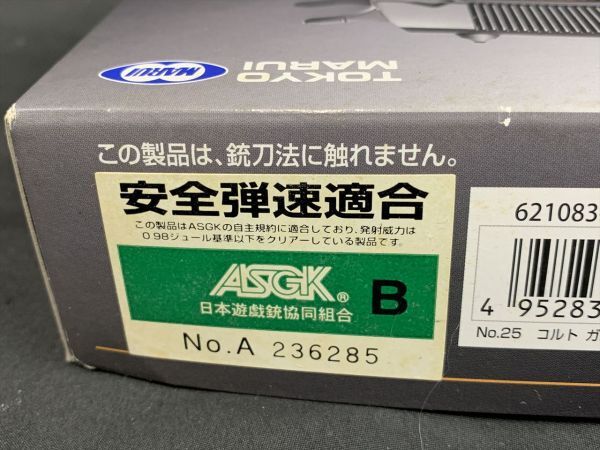 TOKYO
MARUI
MARUI
この製品は、銃刀法に触れません。
安全弾速適合
この製品はASGKの自主規約に適合しており、発射威力は
0.98ジュール基準以下をクリアーしている製品です。
ASGK® B
日本遊戯銃協同組合
No.A 236285
621083
4 95283
No.25 コルト ガ